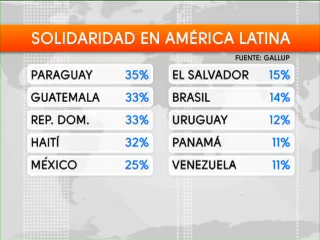 SOLIDARIDAD EN AMÉRICA LATINA
FUENTE: GALLUP
PARAGUAY 35%
GUATEMALA 33%
REP. DOM. 33%
HAITÍ 32%
MÉXICO 25%
EL SALVADOR 15%
BRASIL 14%
URUGUAY 12%
PANAMÁ 11%
VENEZUELA 11%